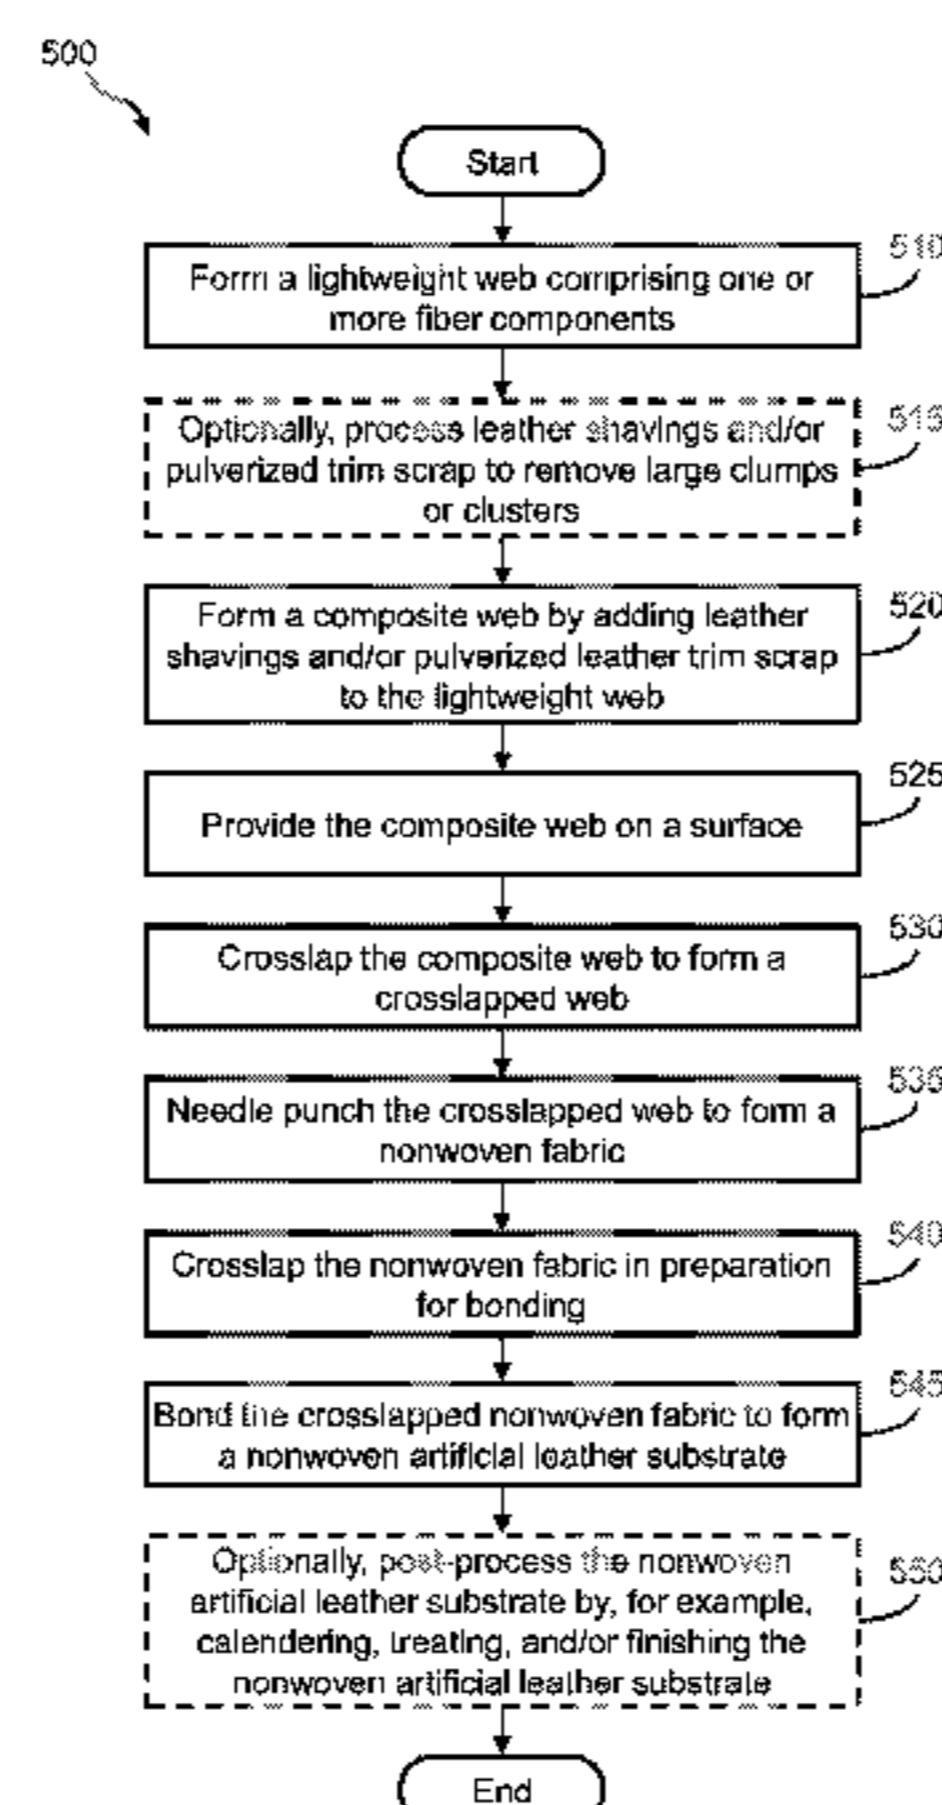 500
Start
510
Form a lightweight web comprising one or
more fiber components
515
Optionally, process leather shavings and/or
pulverized trim scrap to remove large clumps
or clusters
520
Form a composite web by adding leather
shavings and/or pulverized leather trim scrap
to the lightweight web
525
Provide the composite web on a surface
530
Crosslap the composite web to form a
crosslapped web
535
Needle punch the crosslapped web to form a
nonwoven fabric
540
Crosslap the nonwoven fabric in preparation
for bonding
545
Bond the crosslapped nonwoven fabric to form
a nonwoven artificial leather substrate
550
Optionally, post-process the nonwoven
artificial leather substrate by, for example,
calendering, treating, and/or finishing the
nonwoven artificial leather substrate
End